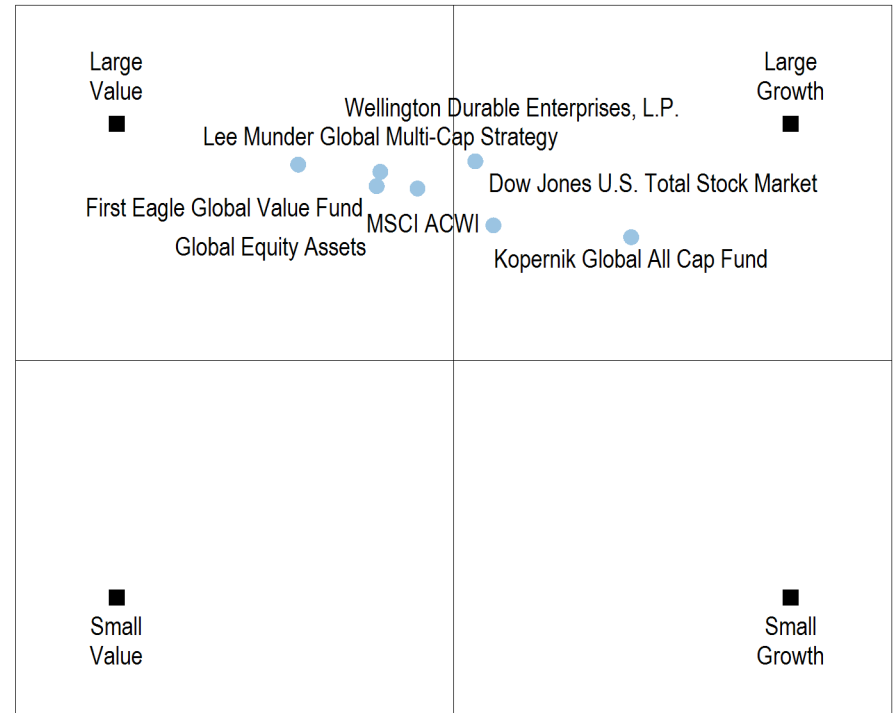 Large
Value
Large
Growth
Wellington Durable Enterprises, L.P.
Lee Munder Global Multi-Cap Strategy
Dow Jones U.S. Total Stock Market
First Eagle Global Value Fund
MSCI ACWI
Global Equity Assets
Kopernik Global All Cap Fund
Small
Value
Small
Growth